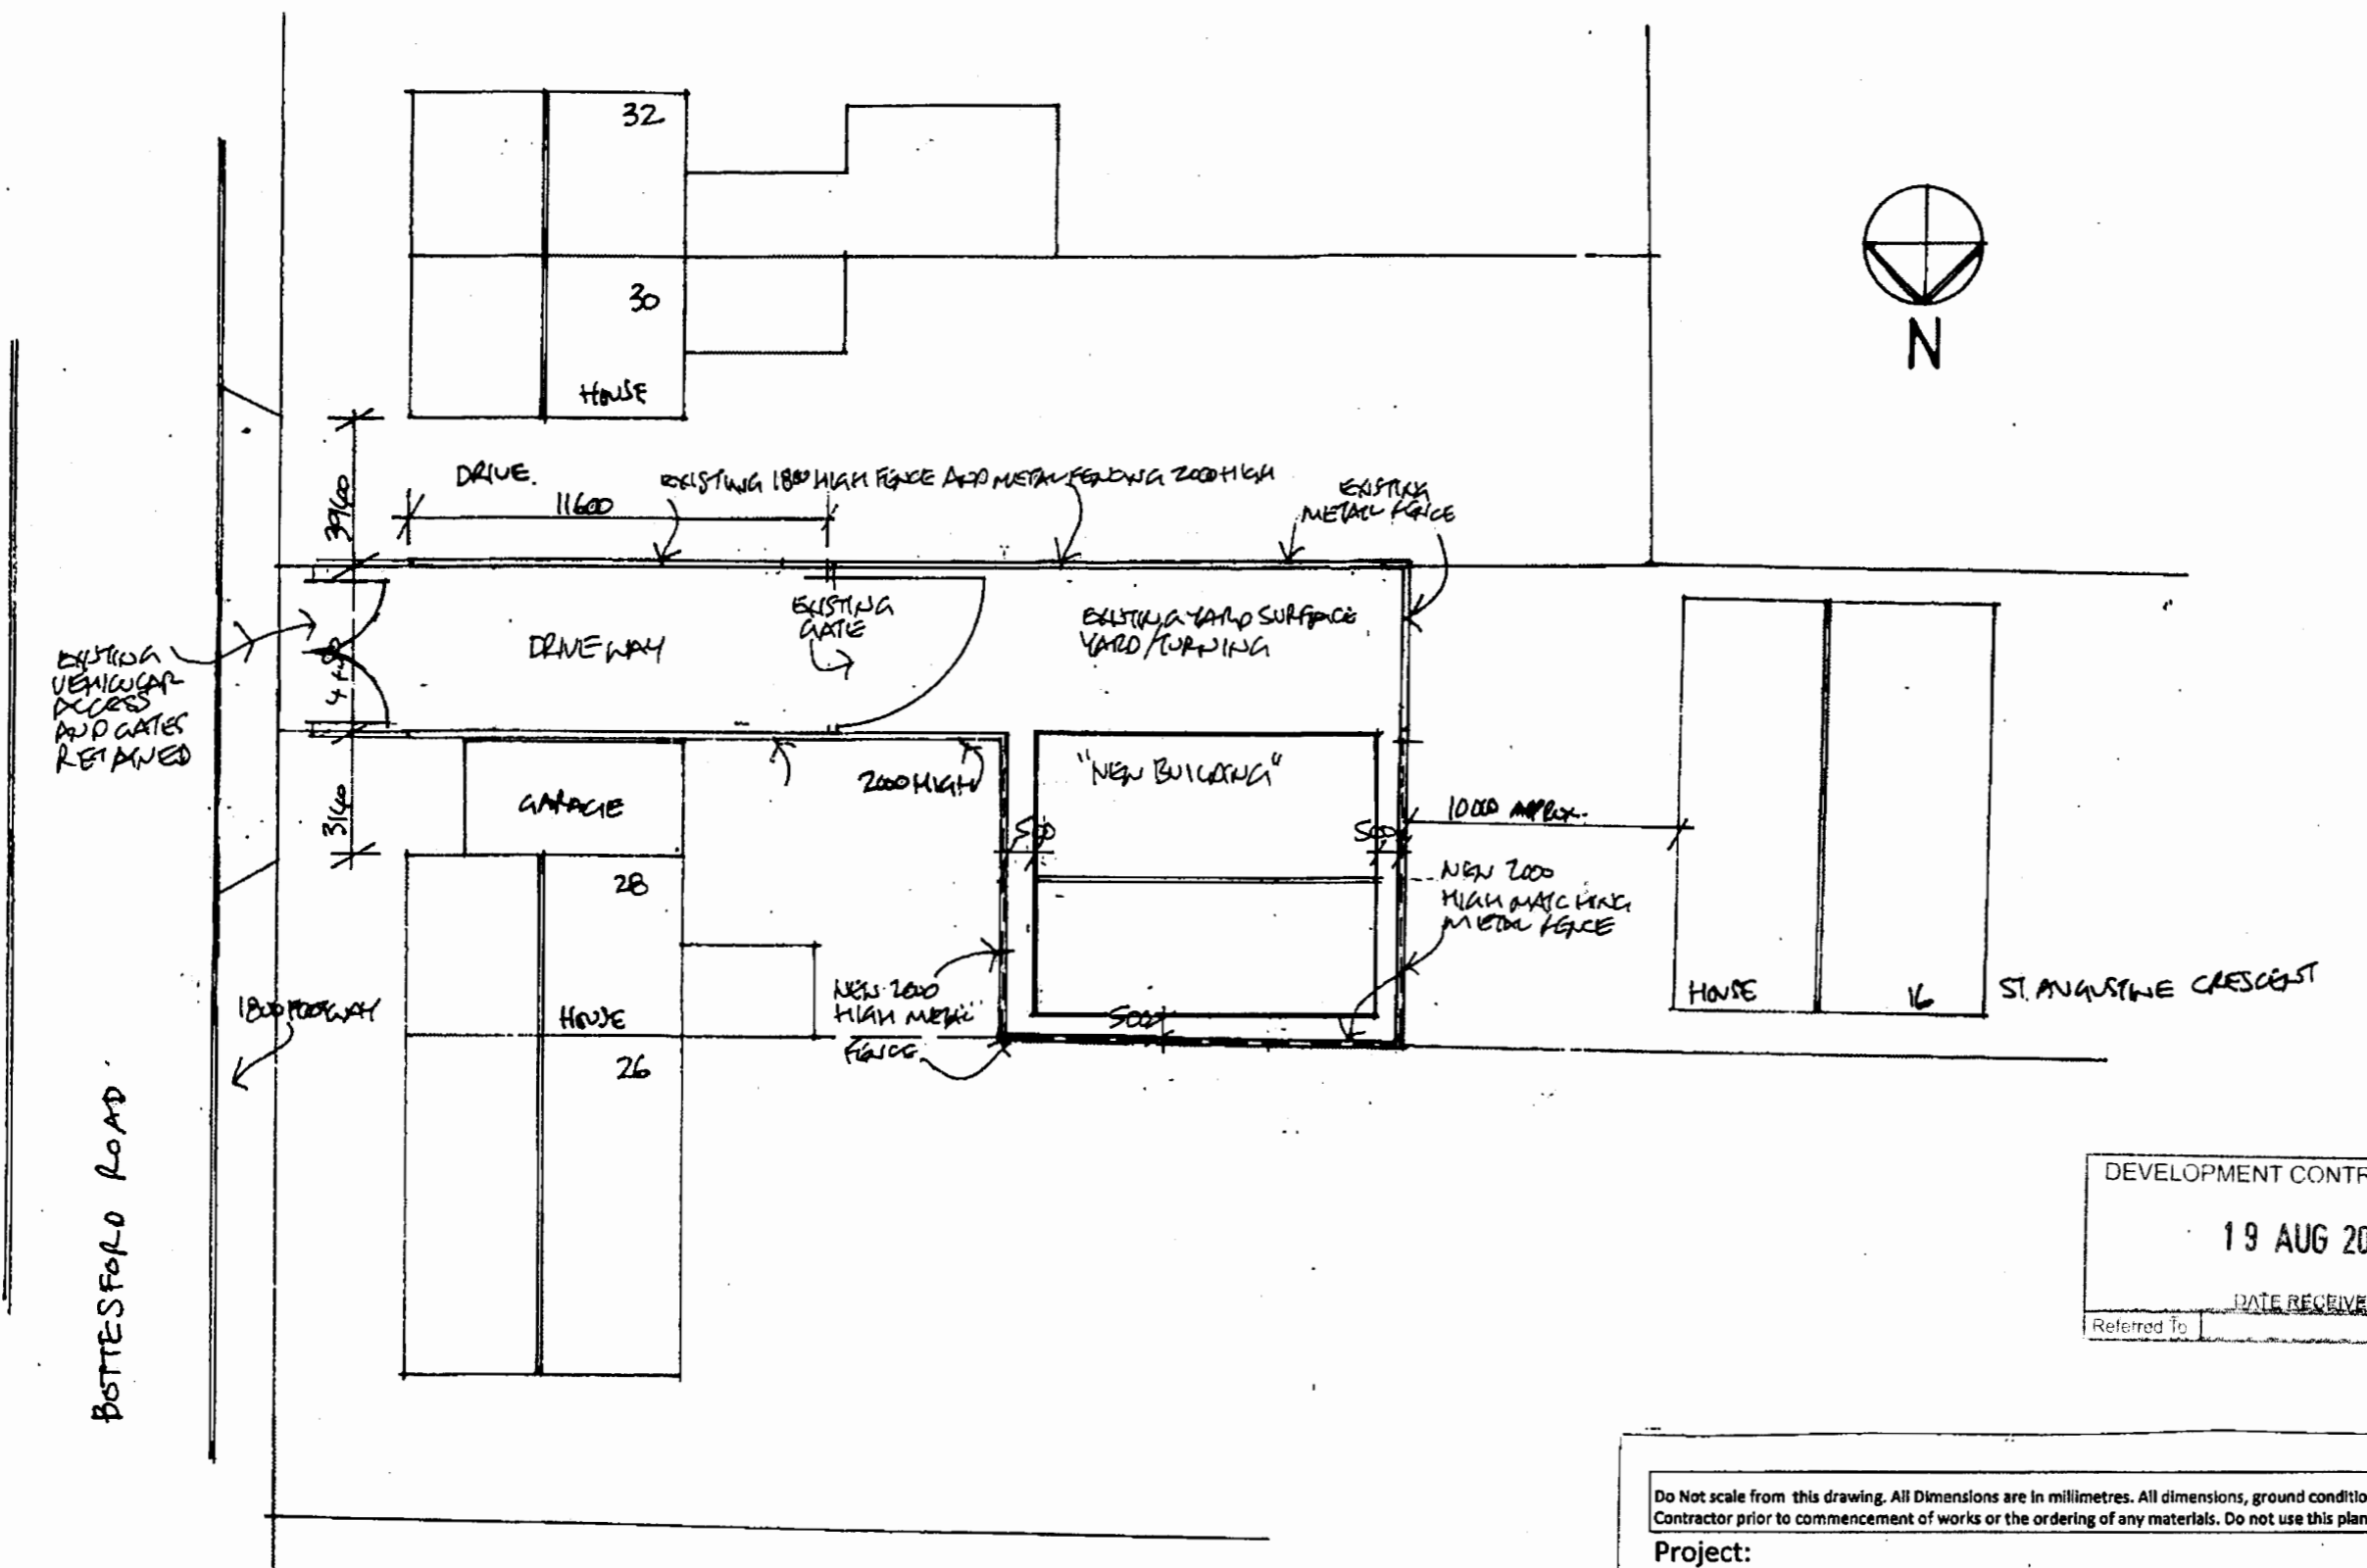 32
30
HOUSE
N
DRIVE.
EXISTING 1800 HIGH FENCE AND METAL FENCING 2000 HIGH
EXISTING
METAL FENCE
11600
3960
EXISTING
GATE
EXISTING YARD SURFACE
YARD/TURNING
DRIVEWAY
EXISTING
VEHICULAR
ACCESS
AND GATES
RETAINED
"NEW BUILDING"
2000 HIGH
GARAGE
3140
500
500
10000 APPROX.
28
NEW 2000
HIGH MATCHING
METAL FENCE
NEW 2000
HIGH METAL
FENCE
500
HOUSE
16
ST. AUGUSTINE CRESCENT
1800 FOOTWAY
HOUSE
26
BOTTESFORD ROAD
DEVELOPMENT CONTR
19 AUG 20
DATE RECEIVE
Referred To
Do Not scale from this drawing. All Dimensions are in millimetres. All dimensions, ground conditio
Contractor prior to commencement of works or the ordering of any materials. Do not use this plan
Project: